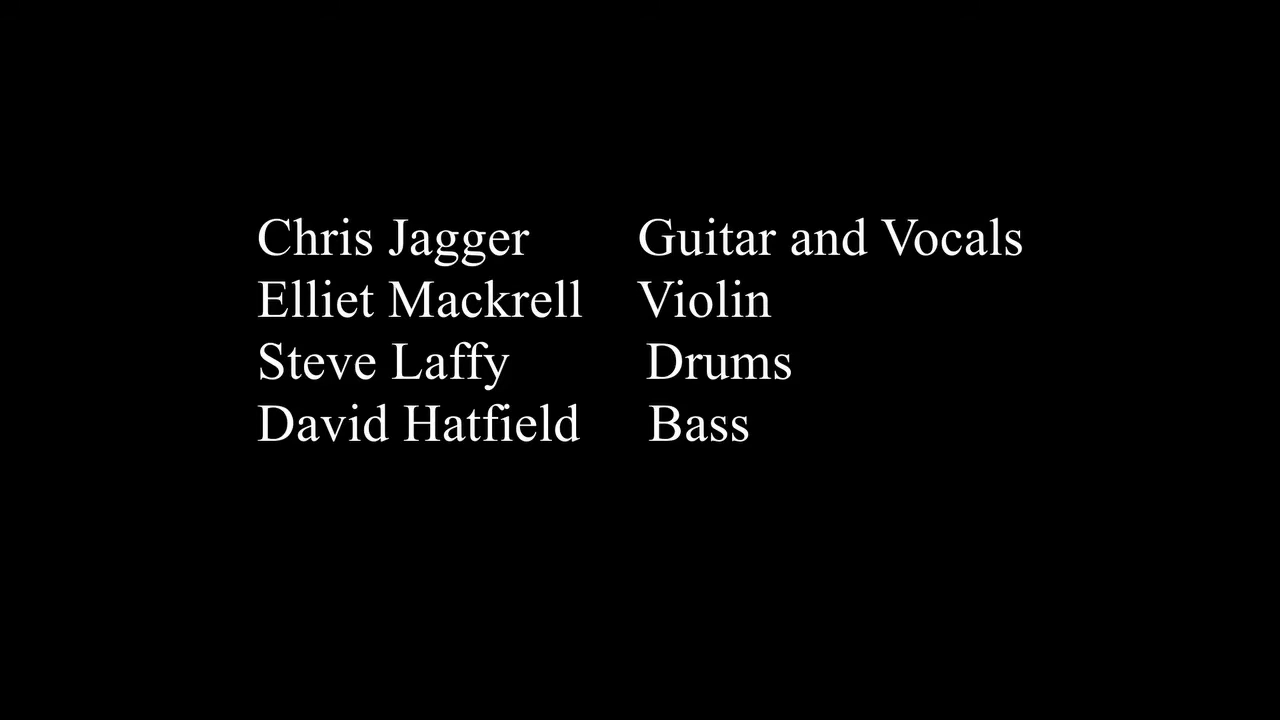 Chris Jagger Guitar and Vocals
Elliet Mackrell Violin
Steve Laffy Drums
David Hatfield Bass